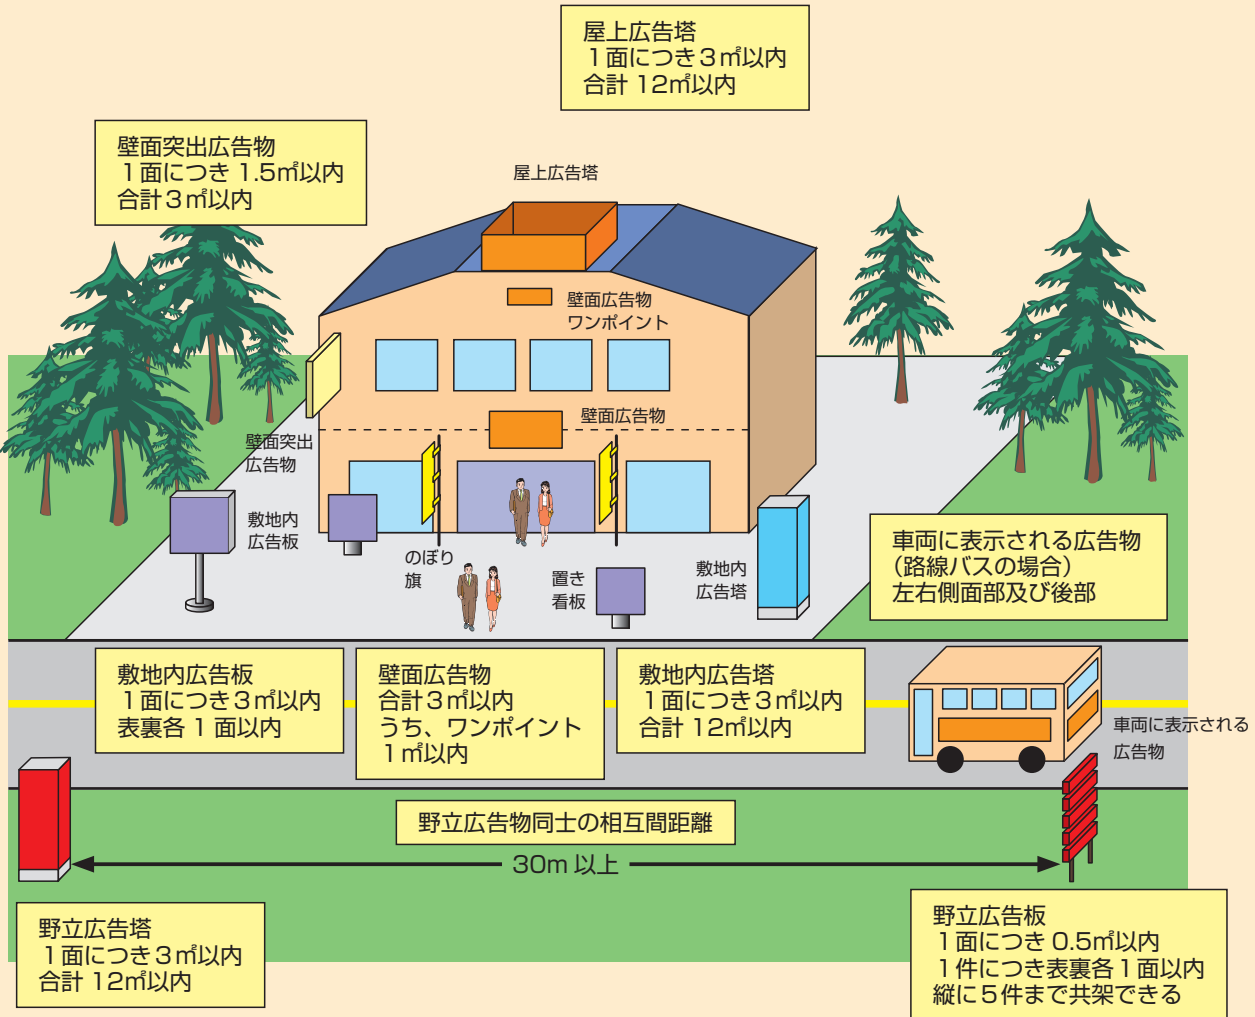 屋上広告塔
1面につき3㎡以内
合計 12㎡以内
壁面突出広告物
1面につき 1.5㎡以内
合計3㎡以内
屋上広告塔
壁面広告物
ワンポイント
壁面広告物
壁面突出
広告物
敷地内
広告板
のぼり
旗
置き
看板
敷地内
広告塔
車両に表示される広告物
（路線バスの場合）
左右側面部及び後部
敷地内広告板
1面につき3㎡以内
表裏各 1 面以内
壁面広告物
合計3㎡以内
うち、ワンポイント
1㎡以内
敷地内広告塔
1面につき3㎡以内
合計 12㎡以内
車両に表示される
広告物
野立広告物同士の相互間距離
30m 以上
野立広告塔
1面につき3㎡以内
合計 12㎡以内
野立広告板
1面につき 0.5㎡以内
1件につき表裏各1面以内
縦に5件まで共架できる